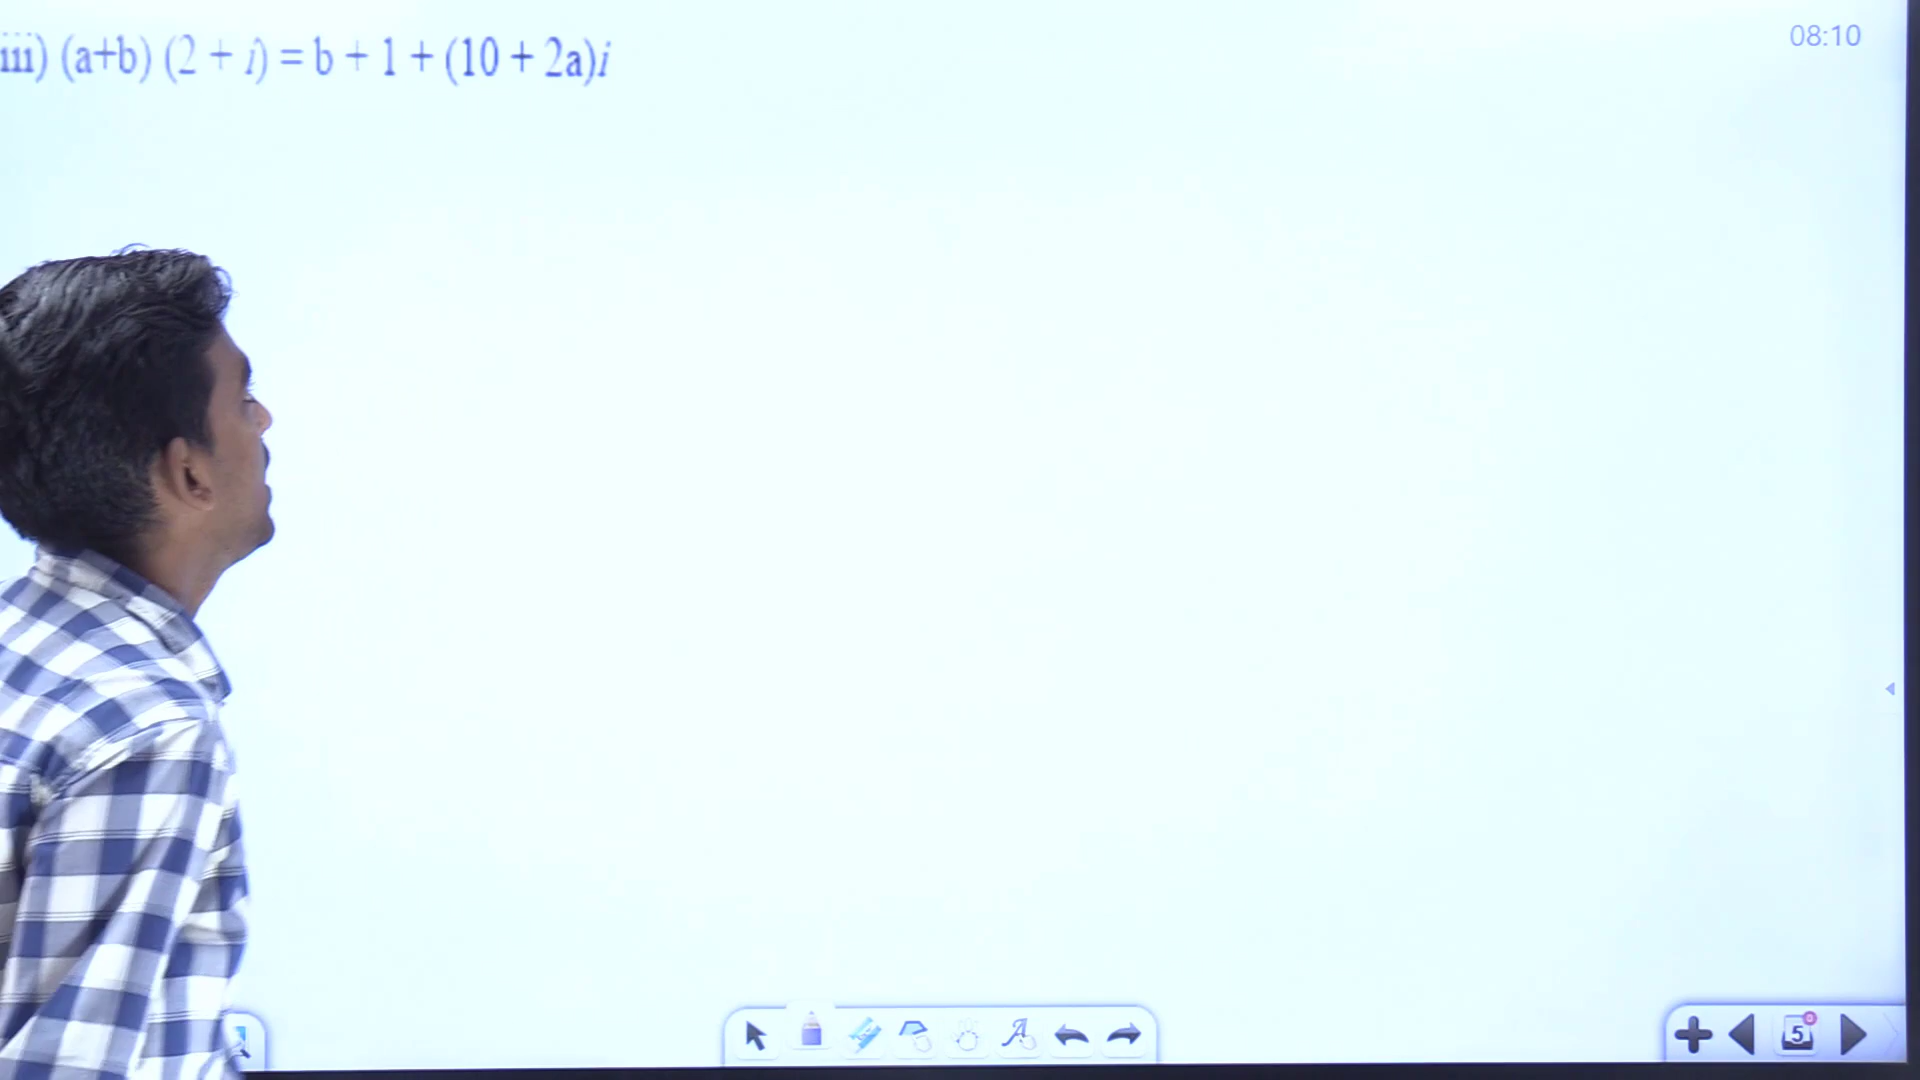 iii) (a+b) (2 + i) = b + 1 + (10 + 2a)i
08:10
5